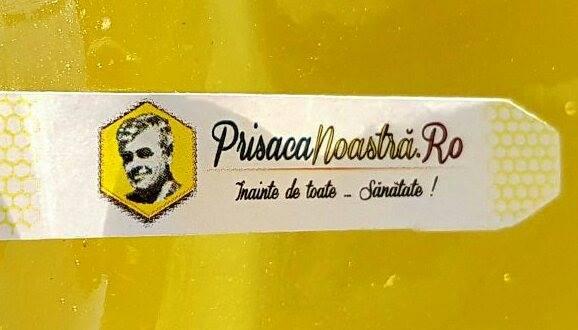 PrisacaNoastră.Ro
Înainte de toate ... Sănătate !